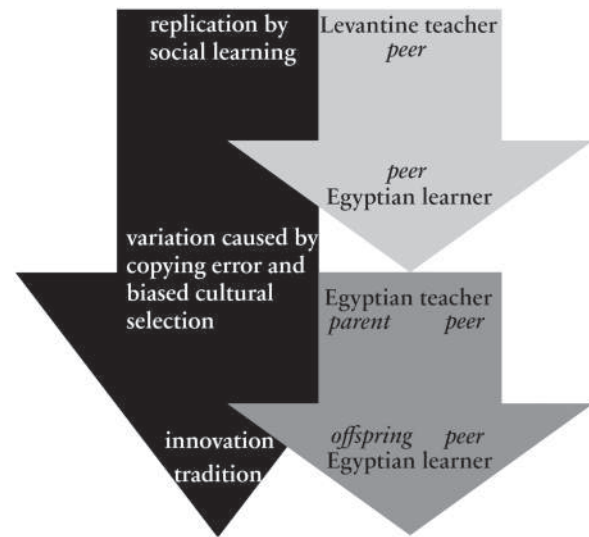 replication by
social learning
variation caused by
copying error and
biased cultural
selection
innovation
tradition
Levantine teacher
peer
peer
Egyptian learner
Egyptian teacher
parent peer
offspring peer
Egyptian learner